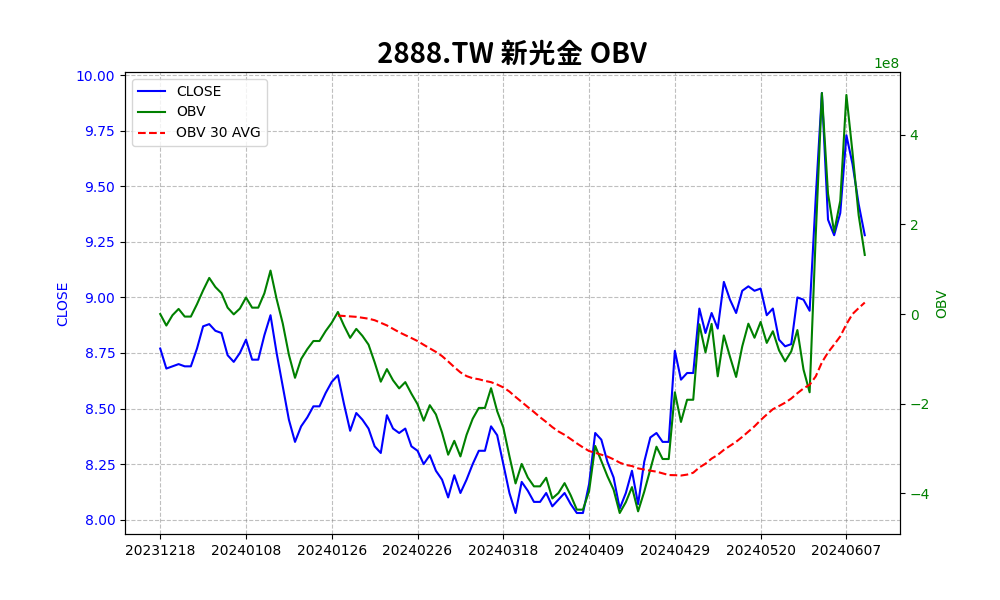 2888.TW 新光金 OBV
1e8
CLOSE
OBV
OBV 30 AVG
10.00
9.75
9.50
9.25
9.00
8.75
8.50
8.25
8.00
CLOSE
4
2
0
−2
−4
OBV
20231218 20240108 20240126 20240226 20240318 20240409 20240429 20240520 20240607